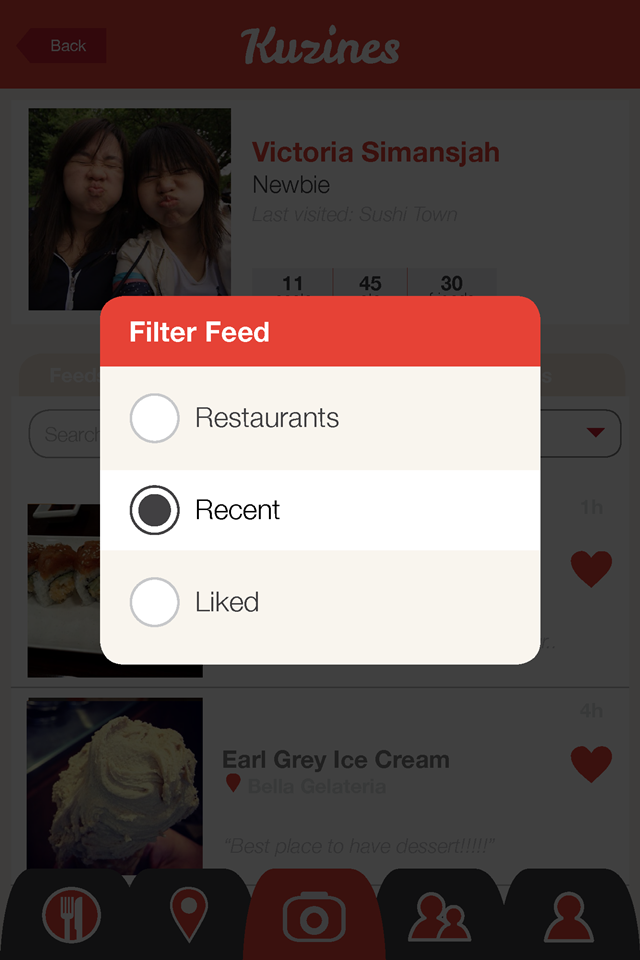 Back
Kuzines
Victoria Simansjah
Newbie
Last visited: Sushi Town
11 45 30
Filter Feed
Feed
Search
Restaurants
Recent
Liked
1h
4h
Earl Grey Ice Cream
Bella Gelateria
“Best place to have dessert!!!!!!”